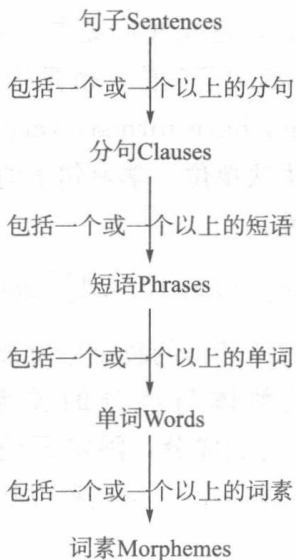 句子Sentences
包括一个或一个以上的分句
分句Clauses
包括一个或一个以上的短语
短语Phrases
包括一个或一个以上的单词
单词Words
包括一个或一个以上的词素
词素Morphemes